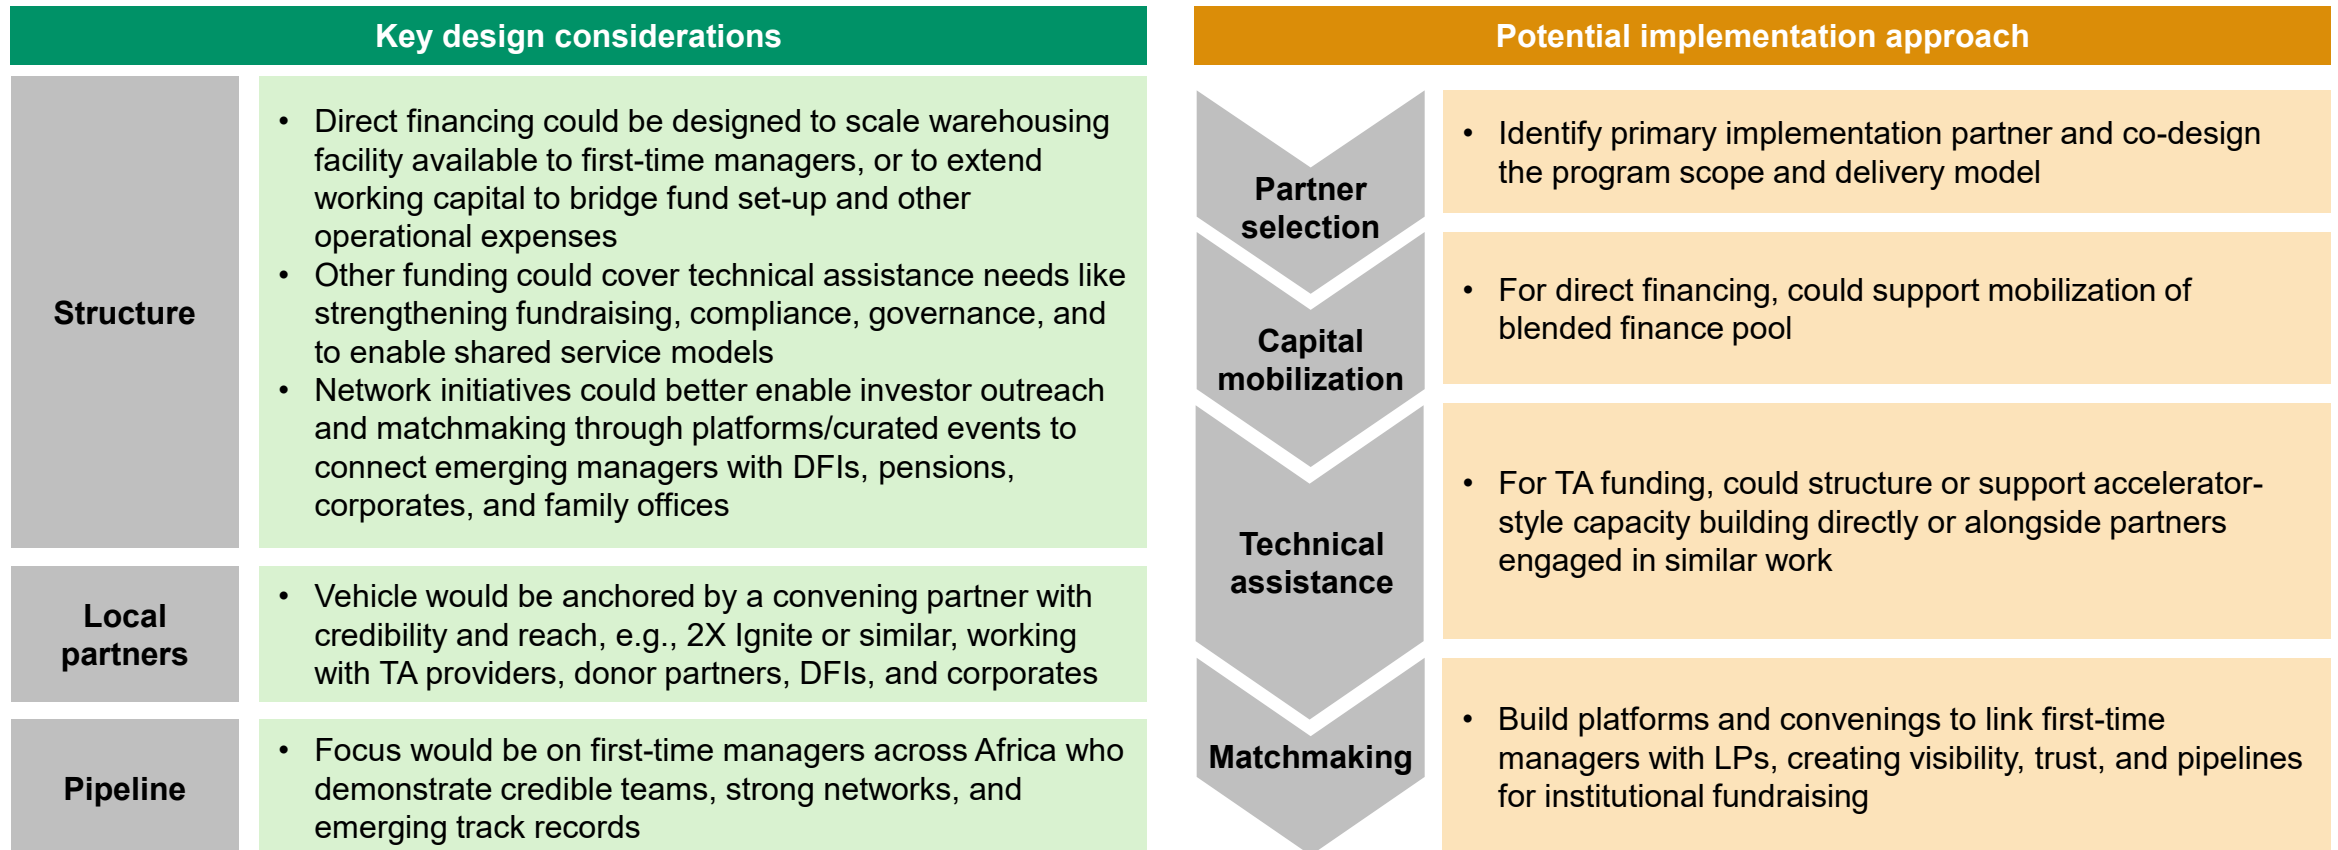 Key design considerations
Structure
• Direct financing could be designed to scale warehousing
facility available to first-time managers, or to extend
working capital to bridge fund set-up and other
operational expenses
• Other funding could cover technical assistance needs like
strengthening fundraising, compliance, governance, and
to enable shared service models
• Network initiatives could better enable investor outreach
and matchmaking through platforms/curated events to
connect emerging managers with DFIs, pensions,
corporates, and family offices
Local
partners
• Vehicle would be anchored by a convening partner with
credibility and reach, e.g., 2X Ignite or similar, working
with TA providers, donor partners, DFIs, and corporates
Pipeline
• Focus would be on first-time managers across Africa who
demonstrate credible teams, strong networks, and
emerging track records
Potential implementation approach
Partner
selection
• Identify primary implementation partner and co-design
the program scope and delivery model
Capital
mobilization
• For direct financing, could support mobilization of
blended finance pool
Technical
assistance
• For TA funding, could structure or support accelerator-
style capacity building directly or alongside partners
engaged in similar work
Matchmaking
• Build platforms and convenings to link first-time
managers with LPs, creating visibility, trust, and pipelines
for institutional fundraising